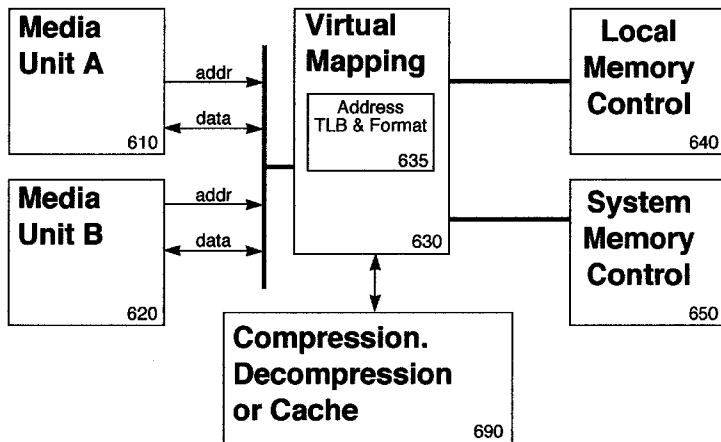 Media
Unit A
addr
data
610
Media
Unit B
addr
data
620
Virtual
Mapping
Address
TLB & Format
635
630
Local
Memory
Control
640
System
Memory
Control
650
Compression.
Decompression
or Cache
690